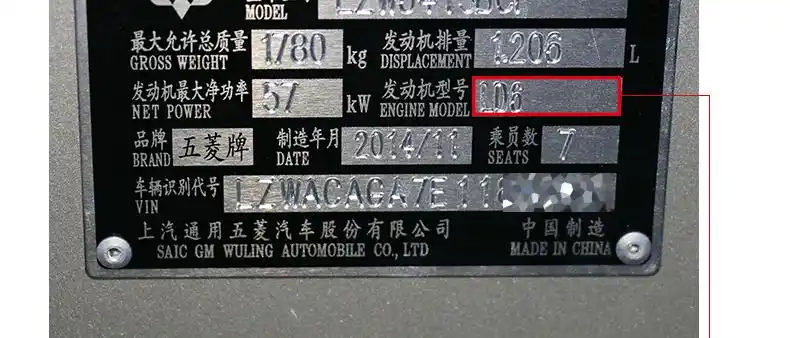 MODEL
最大允许总质量 1780 kg 发动机排量 1.206 L
GROSS WEIGHT DISPLACEMENT
发动机最大净功率 57 kW 发动机型号 LD6
NET POWER ENGINE MODEL
品牌 五菱牌 制造年月 2014/11 乘员数 7
BRAND DATE SEATS
车辆识别代号 LZWACAGA7E118
VIN
上汽通用五菱汽车股份有限公司 中国制造
SAIC GM WULING AUTOMOBILE CO., LTD MADE IN CHINA